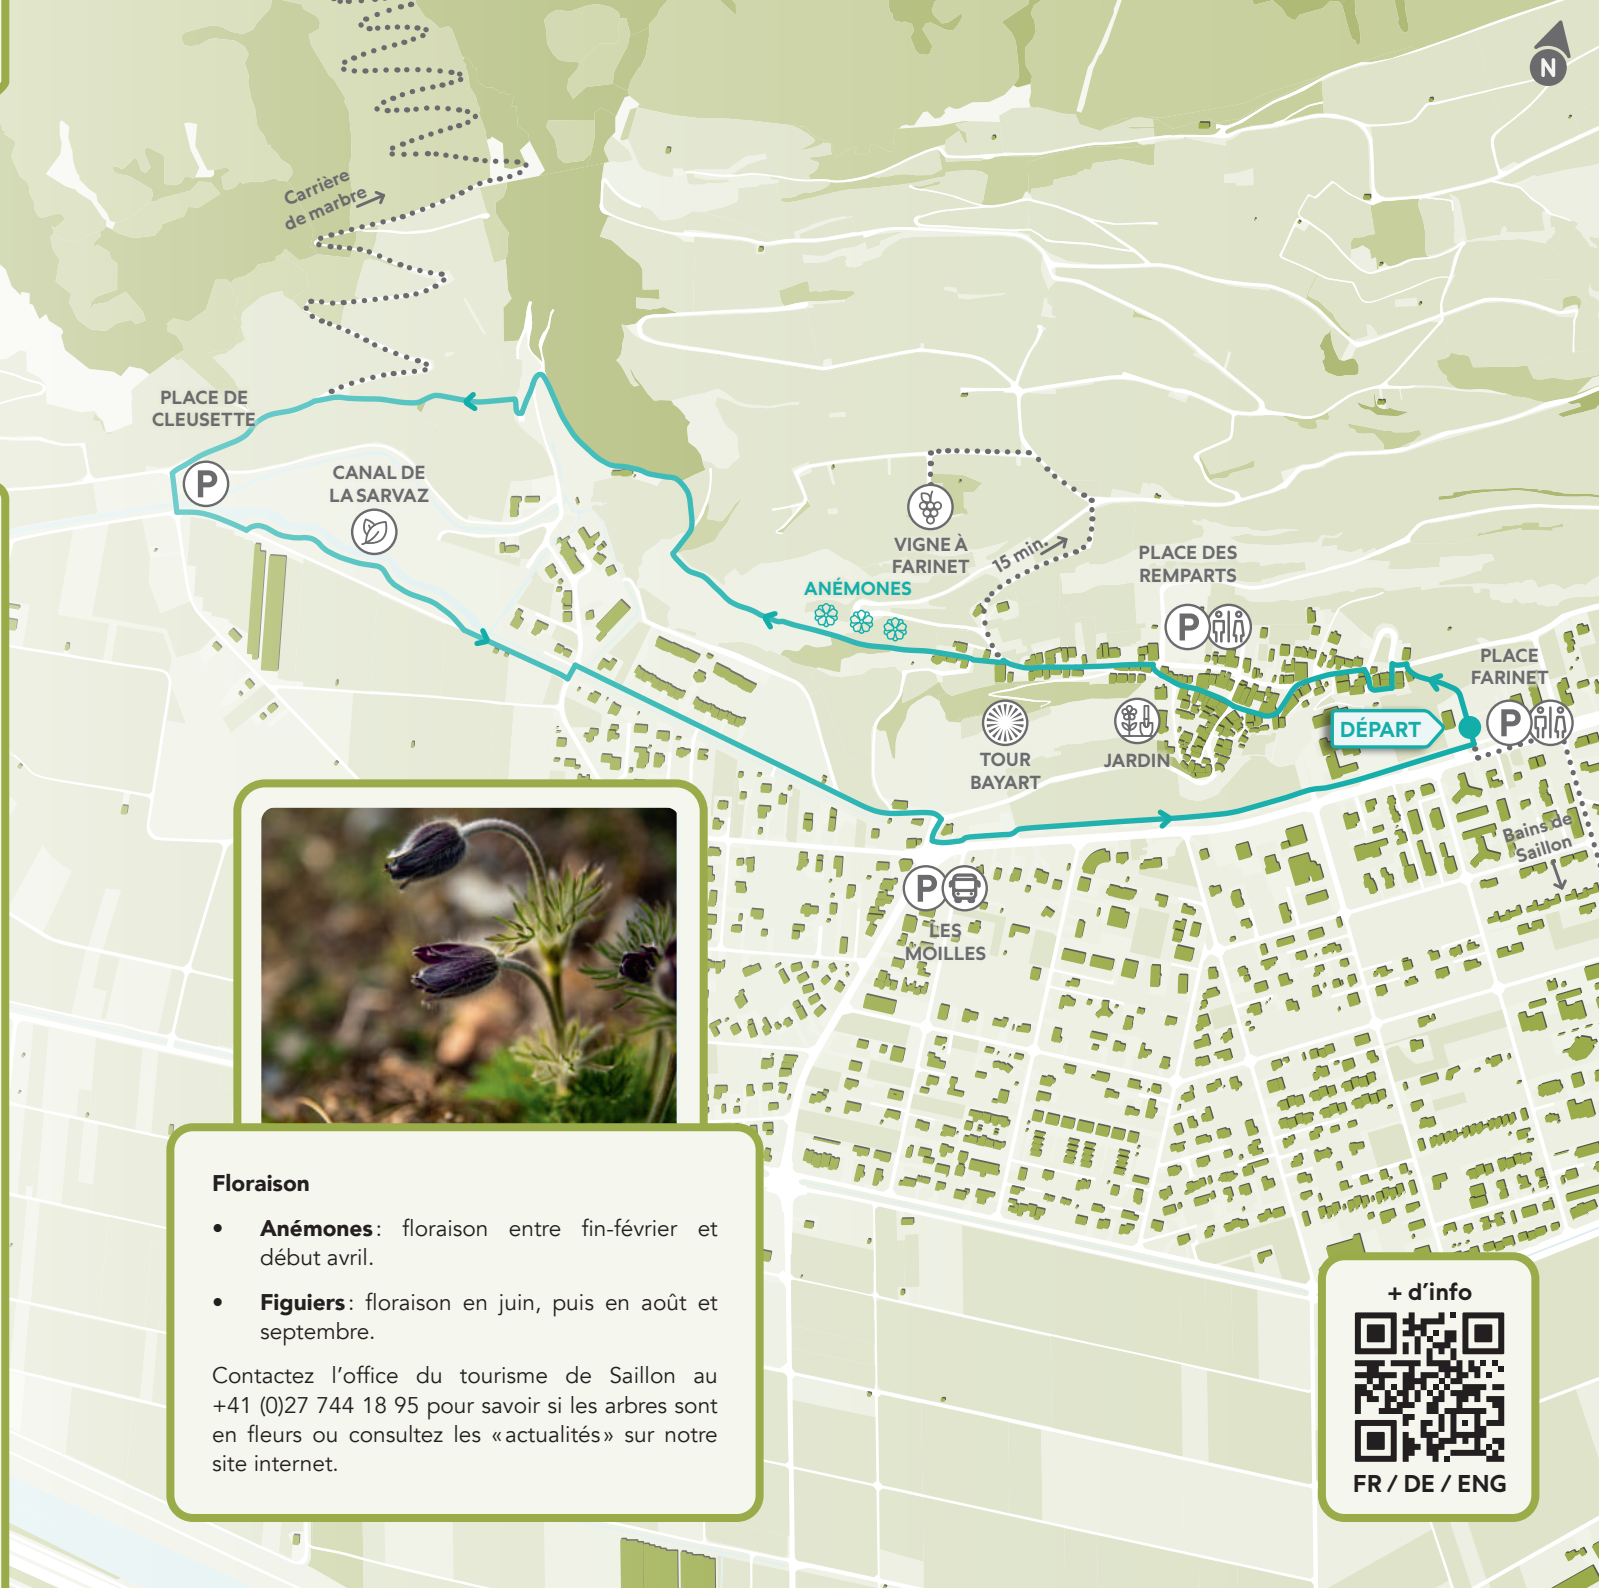 N
Carrière
de marbre
PLACE DE
CLEUSETTE
P
CANAL DE
LA SARVAZ
VIGNE À
FARINET
15 min.
PLACE DES
REMPARTS
P
ANÉMONES
PLACE
FARINET
P
DÉPART
TOUR
BAYART
JARDIN
Bains de
Saillon
P
LES
MOILLES
Floraison
• Anémones : floraison entre fin-février et
début avril.
• Figuiers : floraison en juin, puis en août et
septembre.
Contactez l’office du tourisme de Saillon au
+41 (0)27 744 18 95 pour savoir si les arbres sont
en fleurs ou consultez les «actualités» sur notre
site internet.
+ d’info
FR / DE / ENG